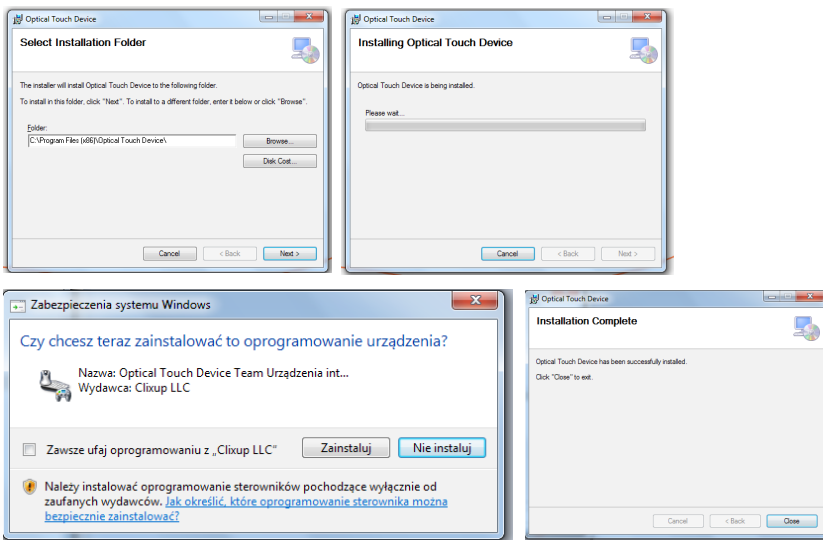 Optical Touch Device
Select Installation Folder
The installer will install Optical Touch Device to the following folder.
To install in this folder, click "Next". To install to a different folder, enter it below or click "Browse".
Folder:
C:\Program Files (x86)\Optical Touch Device\
Browse...
Disk Cost...
Cancel
< Back
Next >
Optical Touch Device
Installing Optical Touch Device
Optical Touch Device is being installed.
Please wait...
Cancel
< Back
Next >
Zabezpieczenia systemu Windows
Czy chcesz teraz zainstalować to oprogramowanie urządzenia?
Nazwa: Optical Touch Device Team Urządzenia int...
Wydawca: Clixup LLC
Zawsze ufaj oprogramowaniu z „Clixup LLC"
Zainstaluj
Nie instaluj
Należy instalować oprogramowanie sterowników pochodzące wyłącznie od
zaufanych wydawców. Jak określić, które oprogramowanie sterownika można
bezpiecznie zainstalować?
Optical Touch Device
Installation Complete
Optical Touch Device has been successfully installed.
Click "Close" to exit.
Cancel
< Back
Close